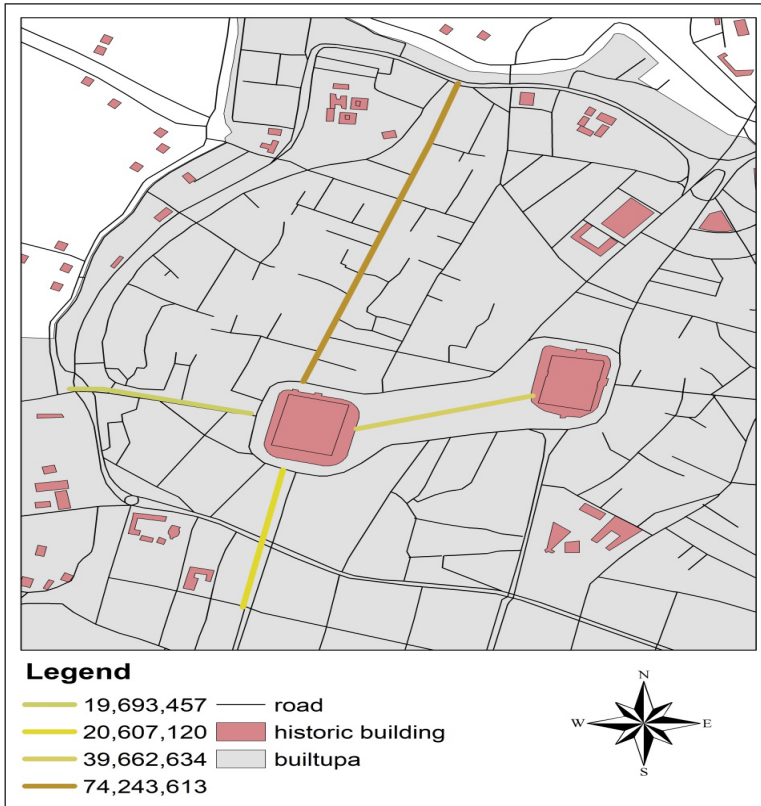 Legend
19,693,457 road
20,607,120 historic building
39,662,634 builtupa
74,243,613
N
W E
S